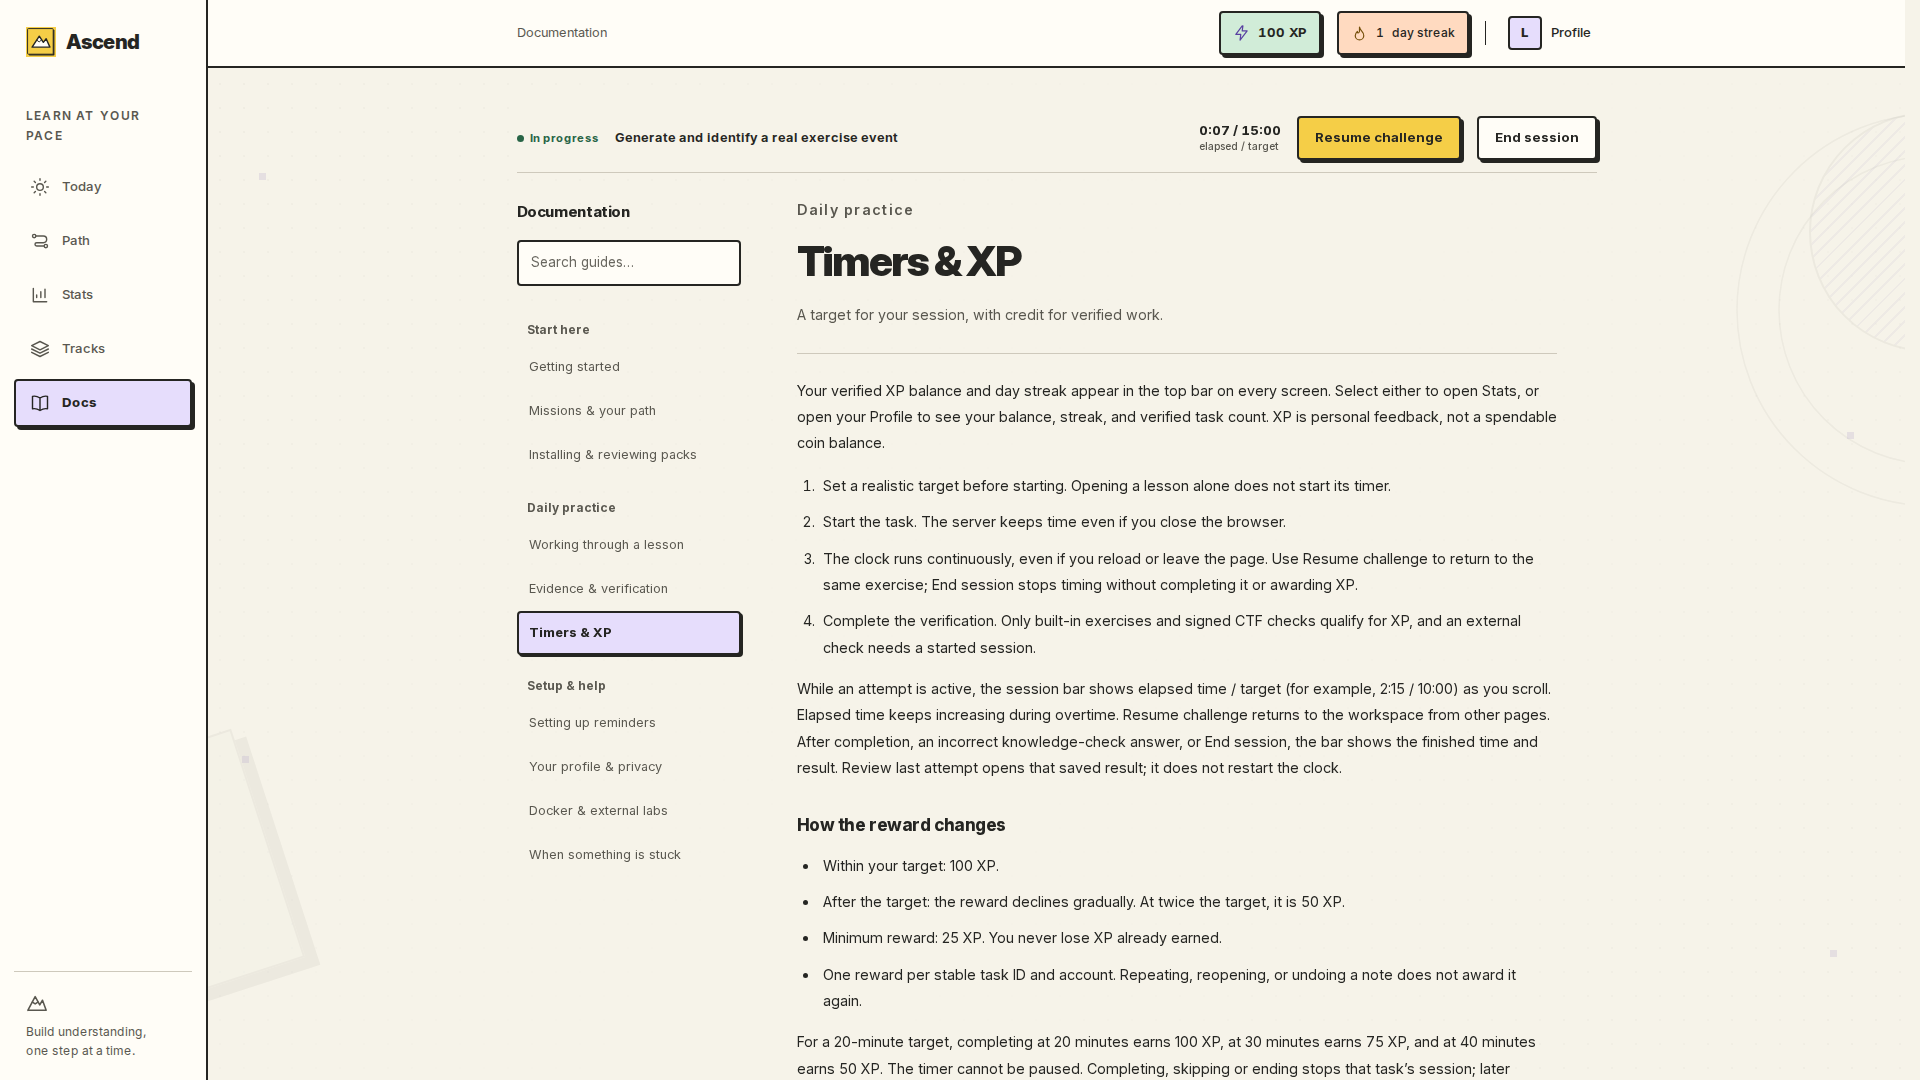 Ascend
LEARN AT YOUR
PACE
Today
Path
Stats
Tracks
Docs
Build understanding,
one step at a time.
Documentation
100 XP
1 day streak
L
Profile
In progress
Generate and identify a real exercise event
0:07 / 15:00
elapsed / target
Resume challenge
End session
Documentation
Search guides…
Start here
Getting started
Missions & your path
Installing & reviewing packs
Daily practice
Working through a lesson
Evidence & verification
Timers & XP
Setup & help
Setting up reminders
Your profile & privacy
Docker & external labs
When something is stuck
Daily practice
Timers & XP
A target for your session, with credit for verified work.
Your verified XP balance and day streak appear in the top bar on every screen. Select either to open Stats, or
open your Profile to see your balance, streak, and verified task count. XP is personal feedback, not a spendable
coin balance.
1. Set a realistic target before starting. Opening a lesson alone does not start its timer.
2. Start the task. The server keeps time even if you close the browser.
3. The clock runs continuously, even if you reload or leave the page. Use Resume challenge to return to the
same exercise; End session stops timing without completing it or awarding XP.
4. Complete the verification. Only built-in exercises and signed CTF checks qualify for XP, and an external
check needs a started session.
While an attempt is active, the session bar shows elapsed time / target (for example, 2:15 / 10:00) as you scroll.
Elapsed time keeps increasing during overtime. Resume challenge returns to the workspace from other pages.
After completion, an incorrect knowledge-check answer, or End session, the bar shows the finished time and
result. Review last attempt opens that saved result; it does not restart the clock.
How the reward changes
• Within your target: 100 XP.
• After the target: the reward declines gradually. At twice the target, it is 50 XP.
• Minimum reward: 25 XP. You never lose XP already earned.
• One reward per stable task ID and account. Repeating, reopening, or undoing a note does not award it
again.
For a 20-minute target, completing at 20 minutes earns 100 XP, at 30 minutes earns 75 XP, and at 40 minutes
earns 50 XP. The timer cannot be paused. Completing, skipping or ending stops that task’s session; later